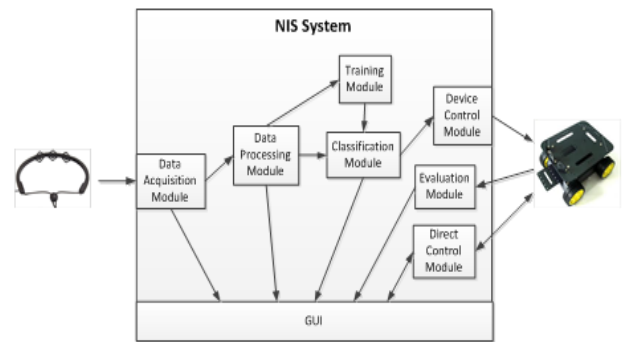 NIS System
Training
Module
Device
Control
Module
Data
Processing
Module
Classification
Module
Data
Acquisition
Module
Evaluation
Module
Direct
Control
Module
GUI